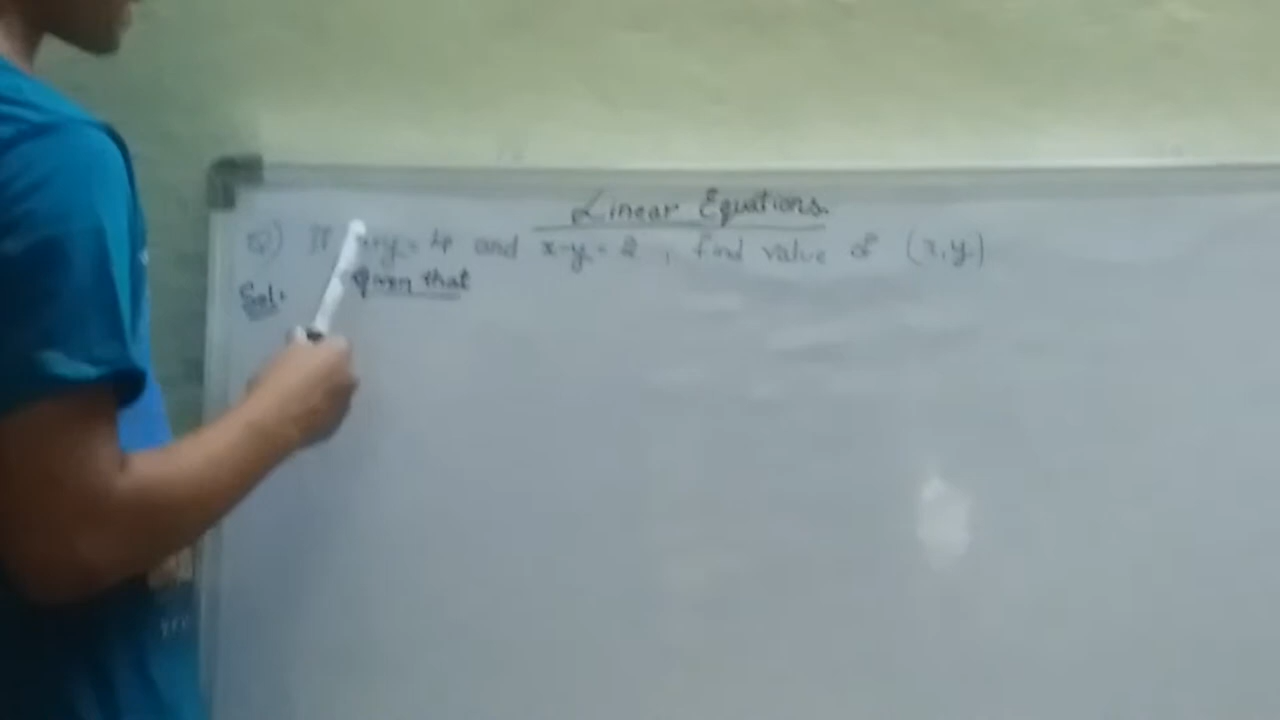 Linear Equations.
Q) If x+y = 4 and x-y = 2 , find value of (x,y)
Sol. Given that